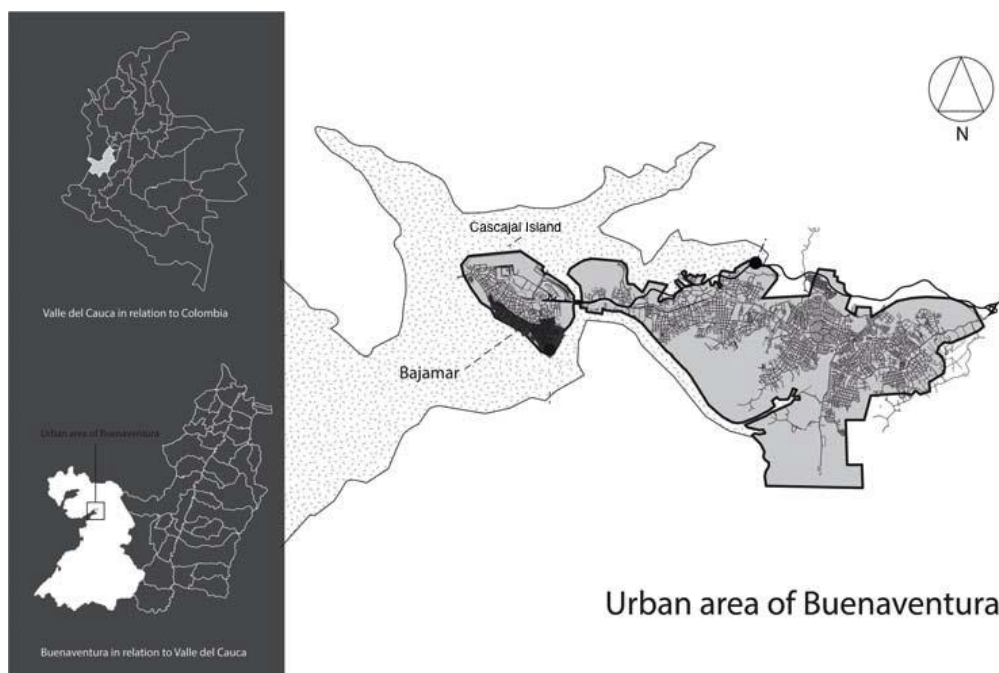 Valle del Cauca in relation to Colombia
Urban area of Buenaventura
Buenaventura in relation to Valle del Cauca
N
Cascajal Island
Bajamar
Urban area of Buenaventura